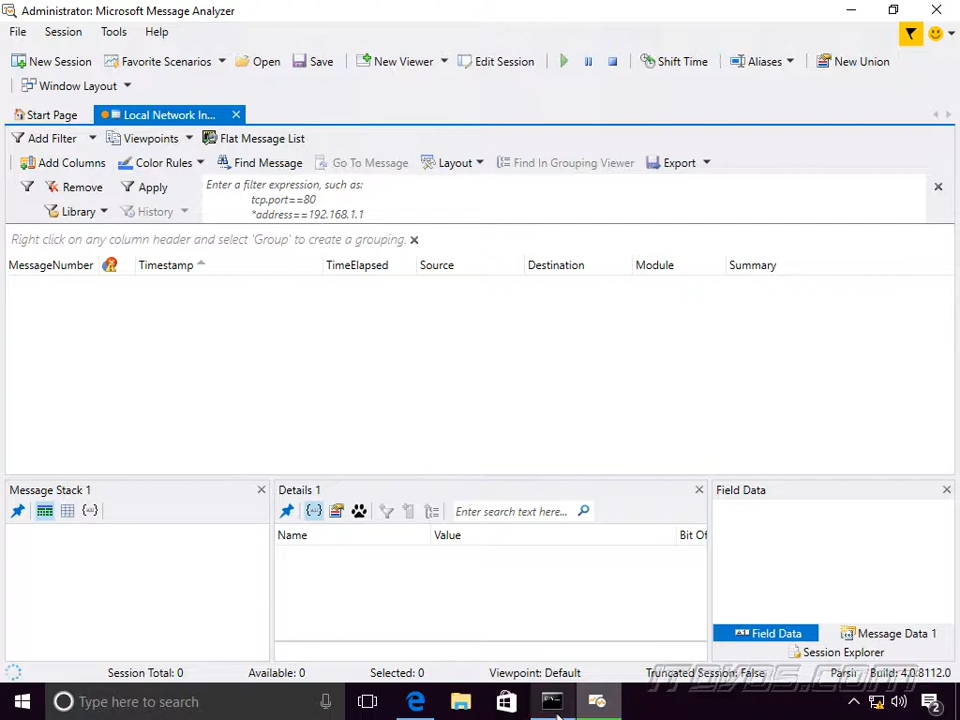 Administrator: Microsoft Message Analyzer
File Session Tools Help
New Session Favorite Scenarios Open Save New Viewer Edit Session Shift Time Aliases New Union
Window Layout
Start Page Local Network In...
Add Filter Viewpoints Flat Message List
Add Columns Color Rules Find Message Go To Message Layout Find In Grouping Viewer Export
Remove Apply Enter a filter expression, such as:
tcp.port==80
Library History *address==192.168.1.1
Right click on any column header and select 'Group' to create a grouping.
MessageNumber Timestamp TimeElapsed Source Destination Module Summary
Message Stack 1 Details 1 Field Data
Enter search text here...
Name Value Bit Of
Field Data Message Data 1
Session Explorer
Session Total: 0 Available: 0 Selected: 0 Viewpoint: Default Truncated Session: False Parsin Build: 4.0.8112.0
ITDVDS.COM
Type here to search 2